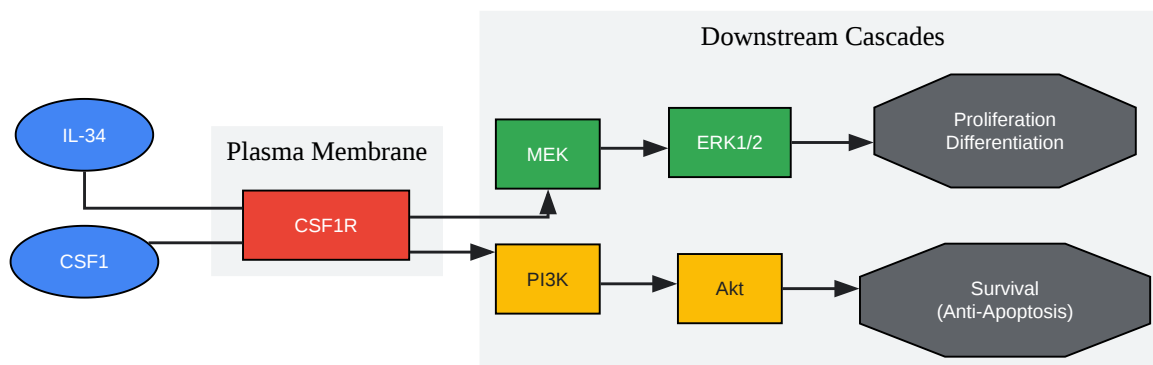 Downstream Cascades
IL-34
Plasma Membrane
CSF1R
CSF1
MEK
ERK1/2
Proliferation
Differentiation
PI3K
Akt
Survival
(Anti-Apoptosis)